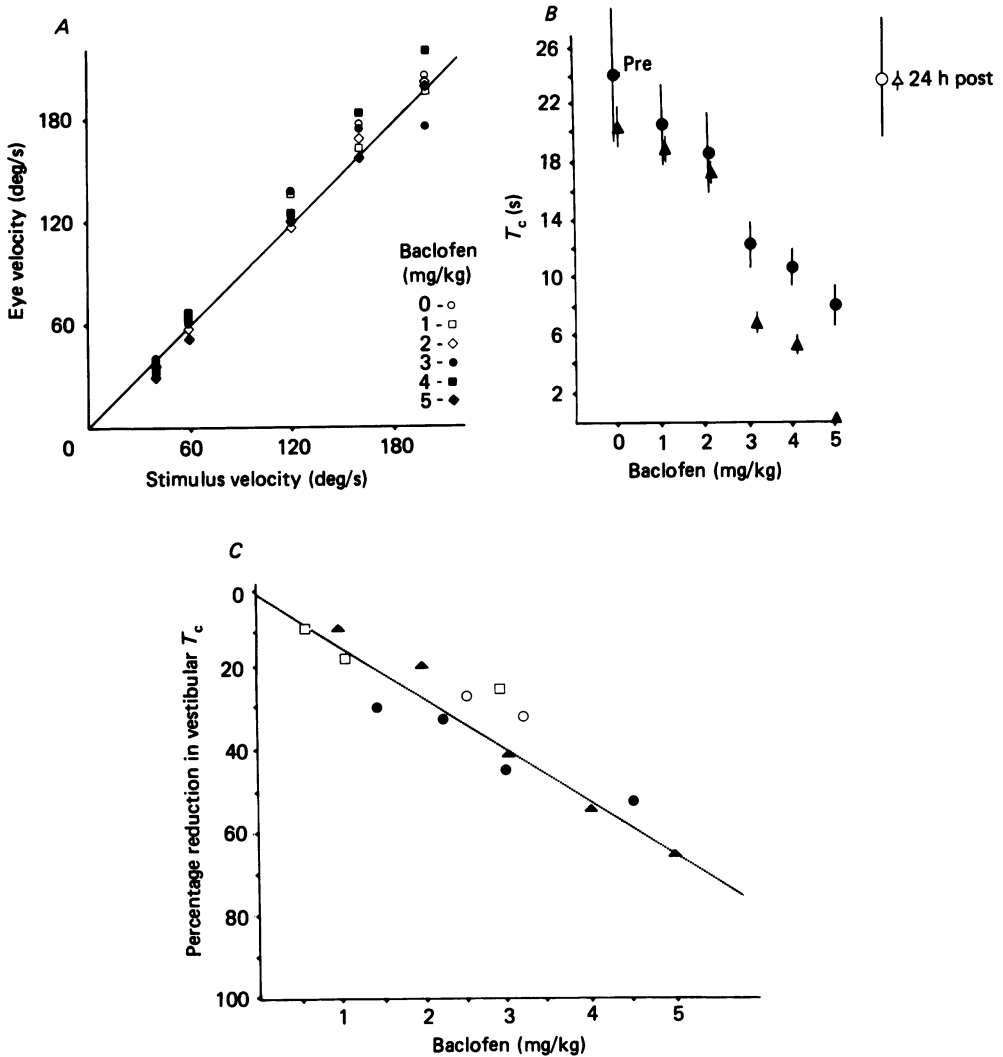 A
Eye velocity (deg/s)
180
120
60
0
60
120
180
Stimulus velocity (deg/s)
Baclofen
(mg/kg)
0 -
1 -
2 -
3 -
4 -
5 -
B
Tc (s)
26
22
18
14
10
6
2
Pre
24 h post
0 1 2 3 4 5
Baclofen (mg/kg)
C
Percentage reduction in vestibular Tc
0
20
40
60
80
100
1 2 3 4 5
Baclofen (mg/kg)